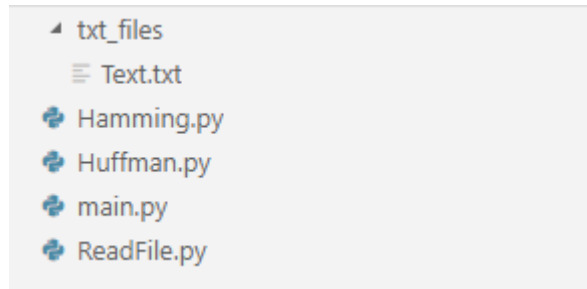 txt_files
Text.txt
Hamming.py
Huffman.py
main.py
ReadFile.py